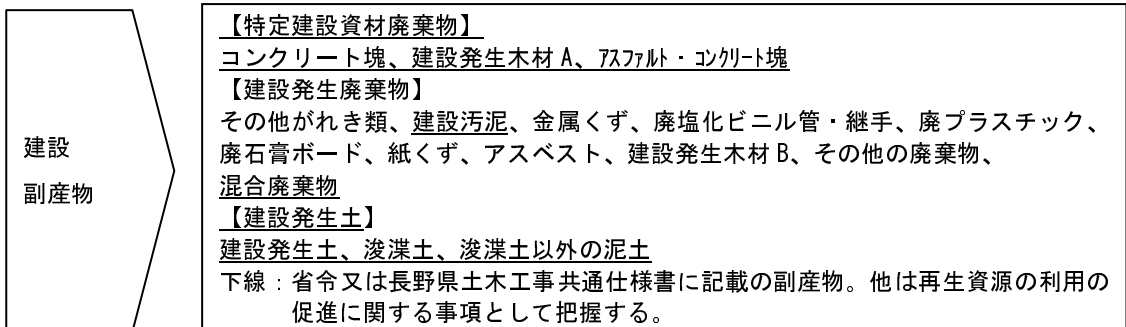 建設
副産物
【特定建設資材廃棄物】
コンクリート塊、建設発生木材 A、ｱｽﾌｧﾙﾄ・ｺﾝｸﾘｰﾄ塊
【建設発生廃棄物】
その他がれき類、建設汚泥、金属くず、廃塩化ビニル管・継手、廃プラスチック、
廃石膏ボード、紙くず、アスベスト、建設発生木材 B、その他の廃棄物、
混合廃棄物
【建設発生土】
建設発生土、浚渫土、浚渫土以外の泥土
下線：省令又は長野県土木工事共通仕様書に記載の副産物。他は再生資源の利用の
促進に関する事項として把握する。